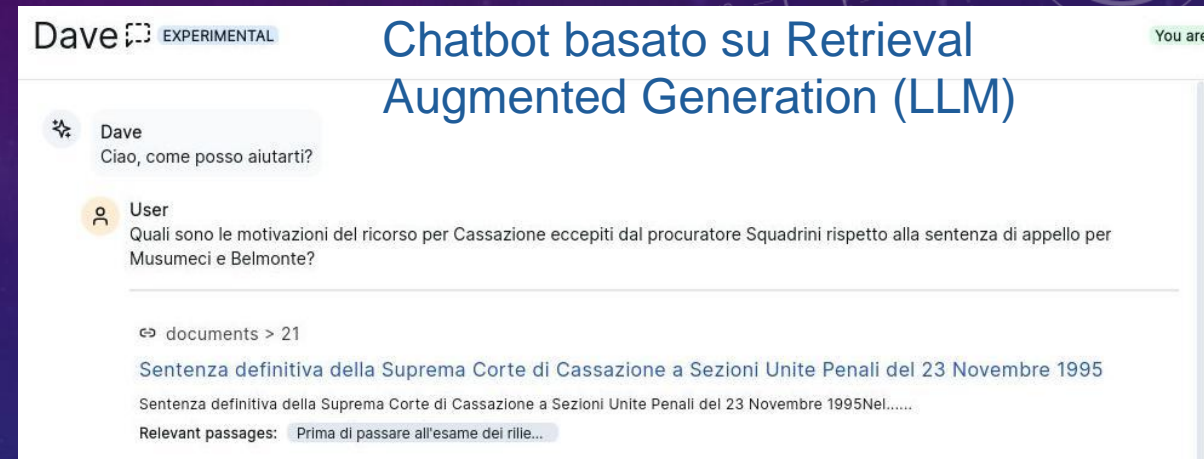 Dave EXPERIMENTAL
Chatbot basato su Retrieval
Augmented Generation (LLM)
You are
Dave
Ciao, come posso aiutarti?
User
Quali sono le motivazioni del ricorso per Cassazione eccepiti dal procuratore Squadrini rispetto alla sentenza di appello per
Musumeci e Belmonte?
documents > 21
Sentenza definitiva della Suprema Corte di Cassazione a Sezioni Unite Penali del 23 Novembre 1995
Sentenza definitiva della Suprema Corte di Cassazione a Sezioni Unite Penali del 23 Novembre 1995Nel......
Relevant passages: Prima di passare all'esame dei rilie...